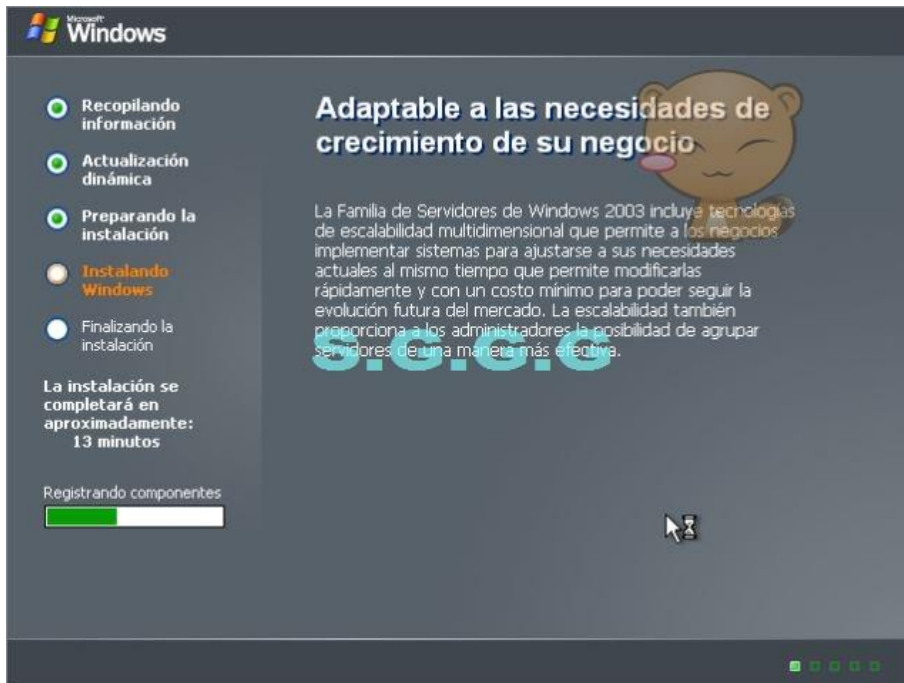 Microsoft
Windows
Recopilando
información
Actualización
dinámica
Preparando la
instalación
Instalando
Windows
Finalizando la
instalación
La instalación se
completará en
aproximadamente:
13 minutos
Registrando componentes
Adaptable a las necesidades de
crecimiento de su negocio
La Familia de Servidores de Windows 2003 incluye tecnologías
de escalabilidad multidimensional que permite a los negocios
implementar sistemas para ajustarse a sus necesidades
actuales al mismo tiempo que permite modificarlas
rápidamente y con un costo mínimo para poder seguir la
evolución futura del mercado. La escalabilidad también
proporciona a los administradores la posibilidad de agrupar
servidores de una manera más efectiva.
S.C.G.C